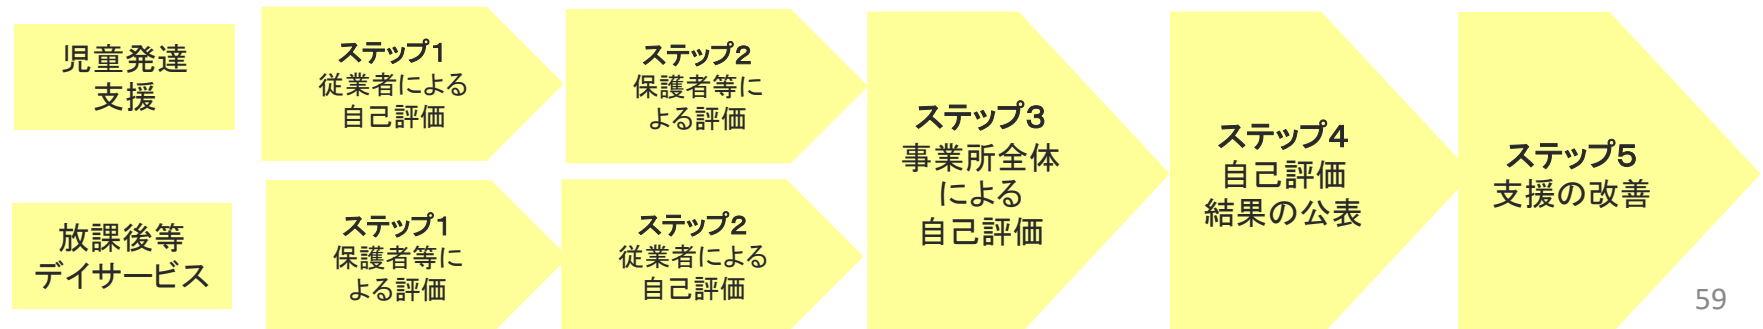 児童発達
支援
ステップ1
従業者による
自己評価
ステップ2
保護者等に
よる評価
放課後等
デイサービス
ステップ1
保護者等に
よる評価
ステップ2
従業者による
自己評価
ステップ3
事業所全体
による
自己評価
ステップ4
自己評価
結果の公表
ステップ5
支援の改善
59